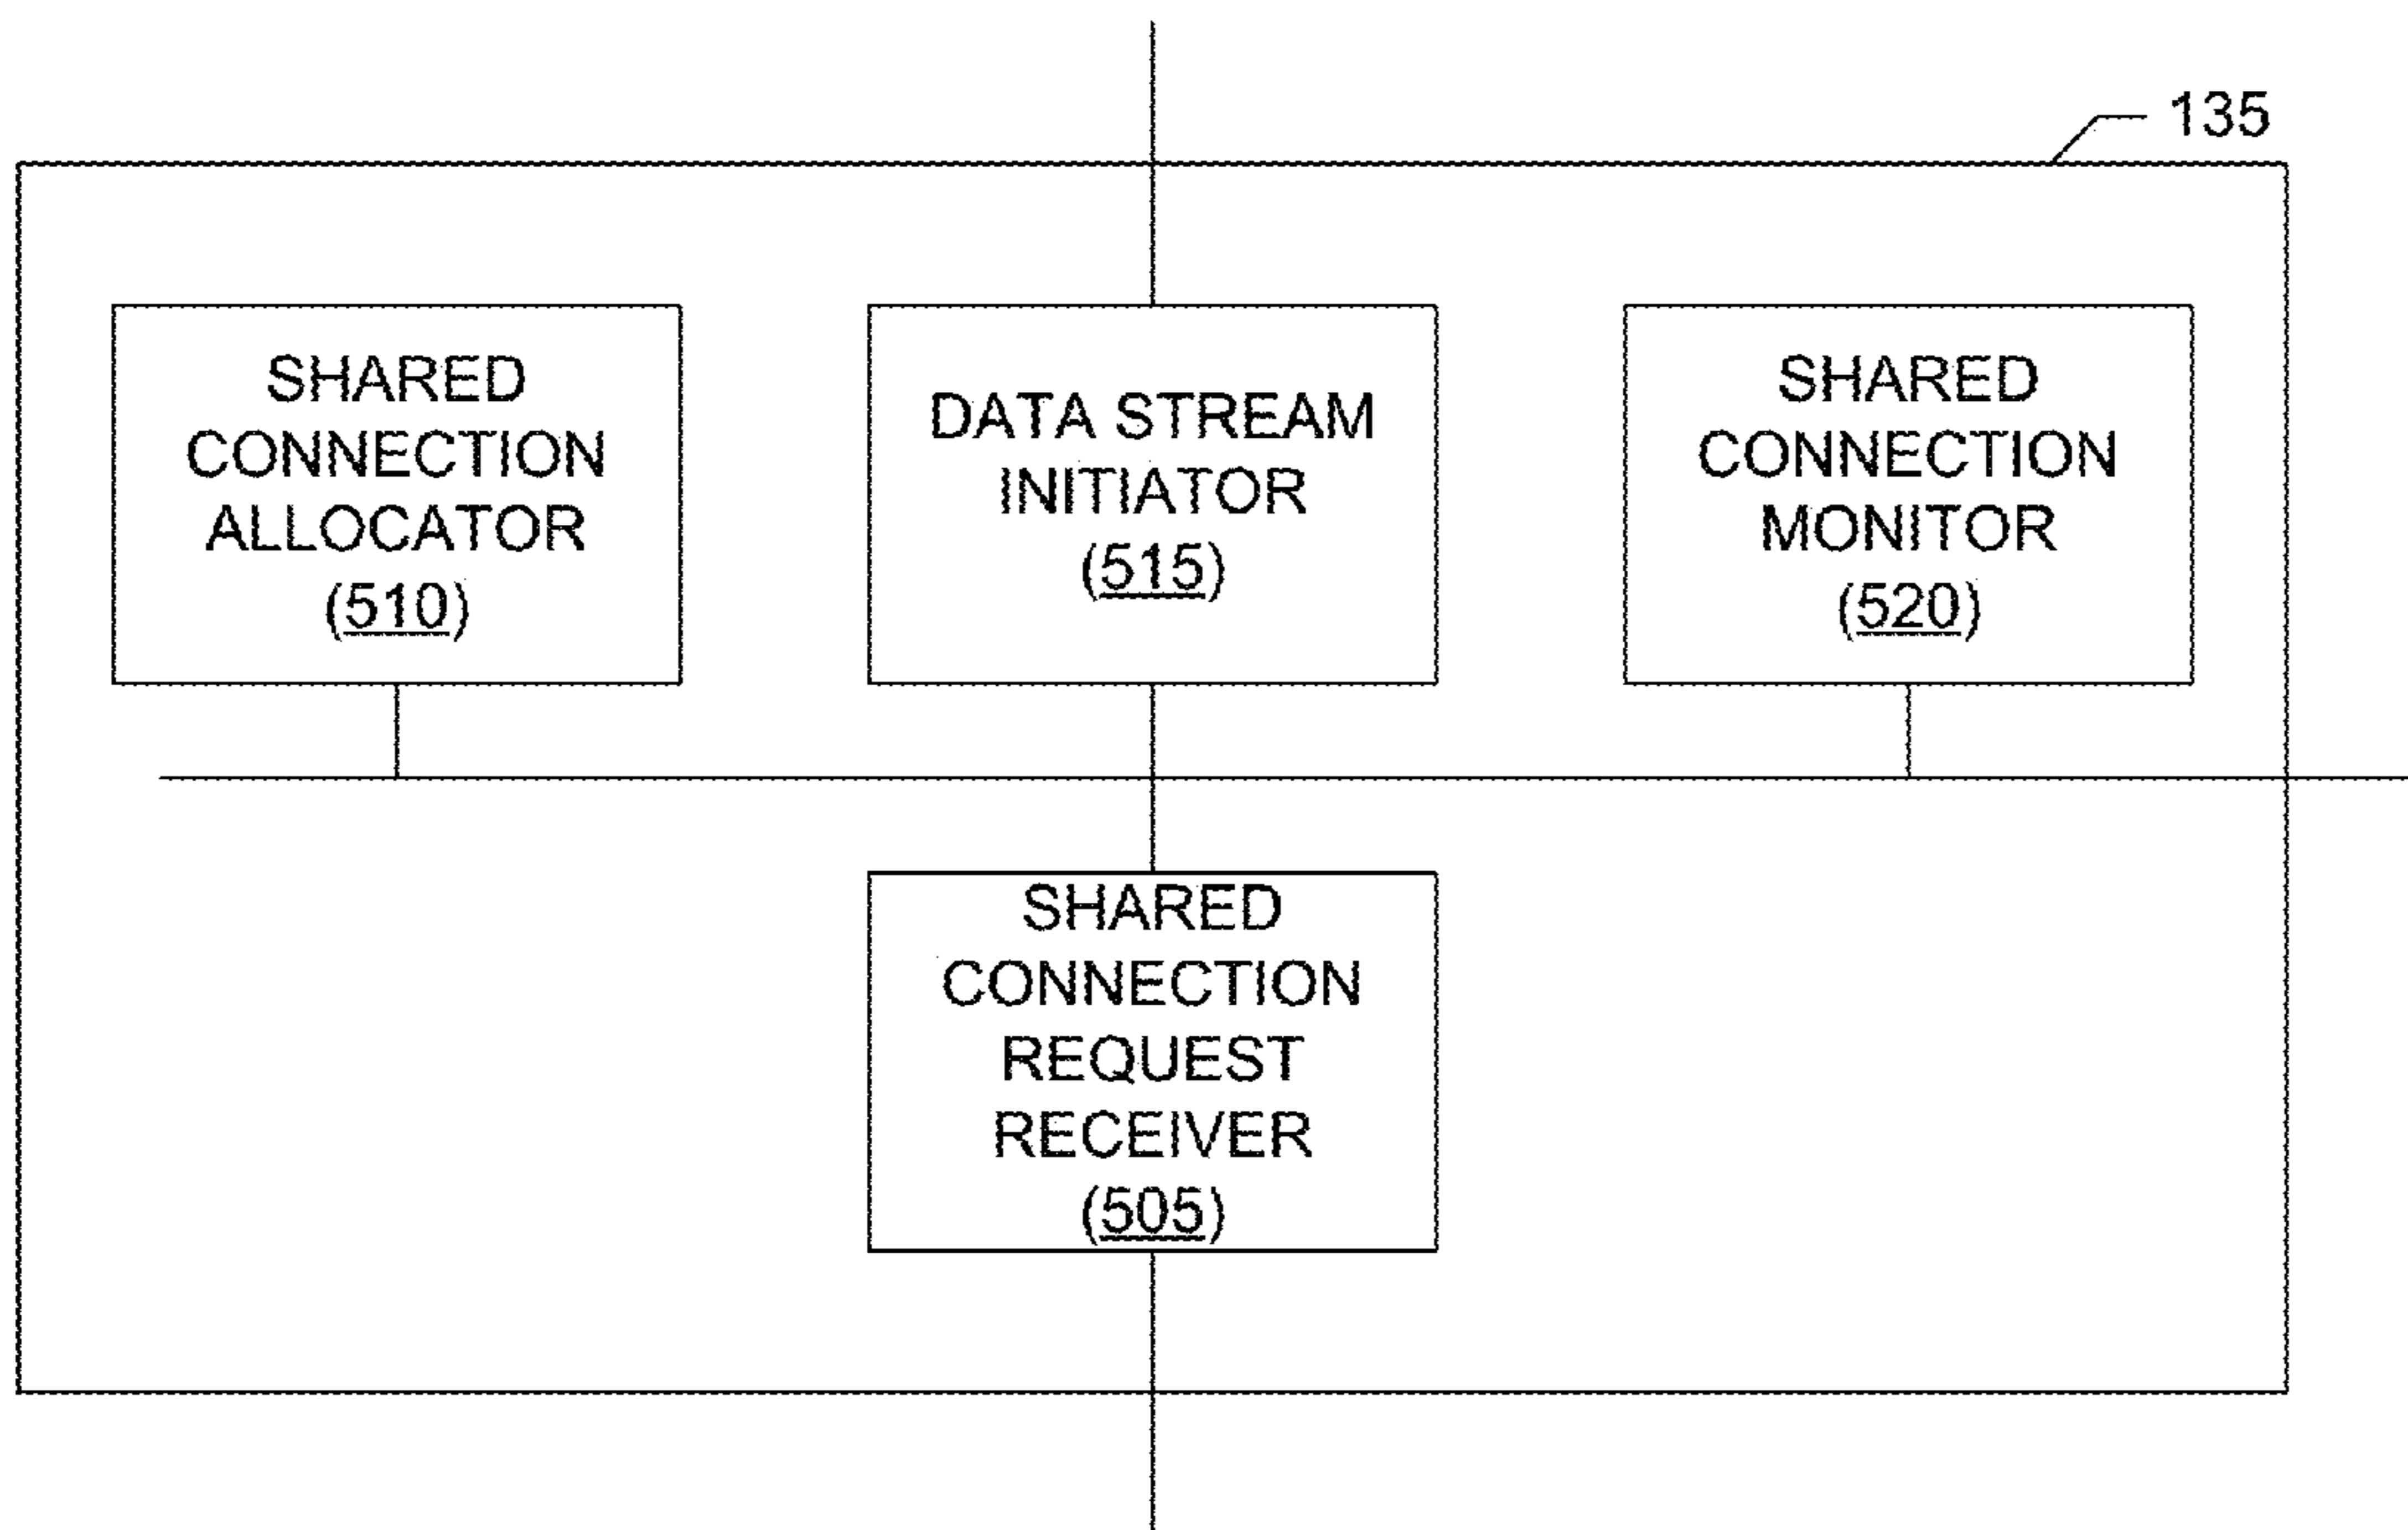 135
SHARED
CONNECTION
ALLOCATOR
(510)
DATA STREAM
INITIATOR
(515)
SHARED
CONNECTION
MONITOR
(520)
SHARED
CONNECTION
REQUEST
RECEIVER
(505)